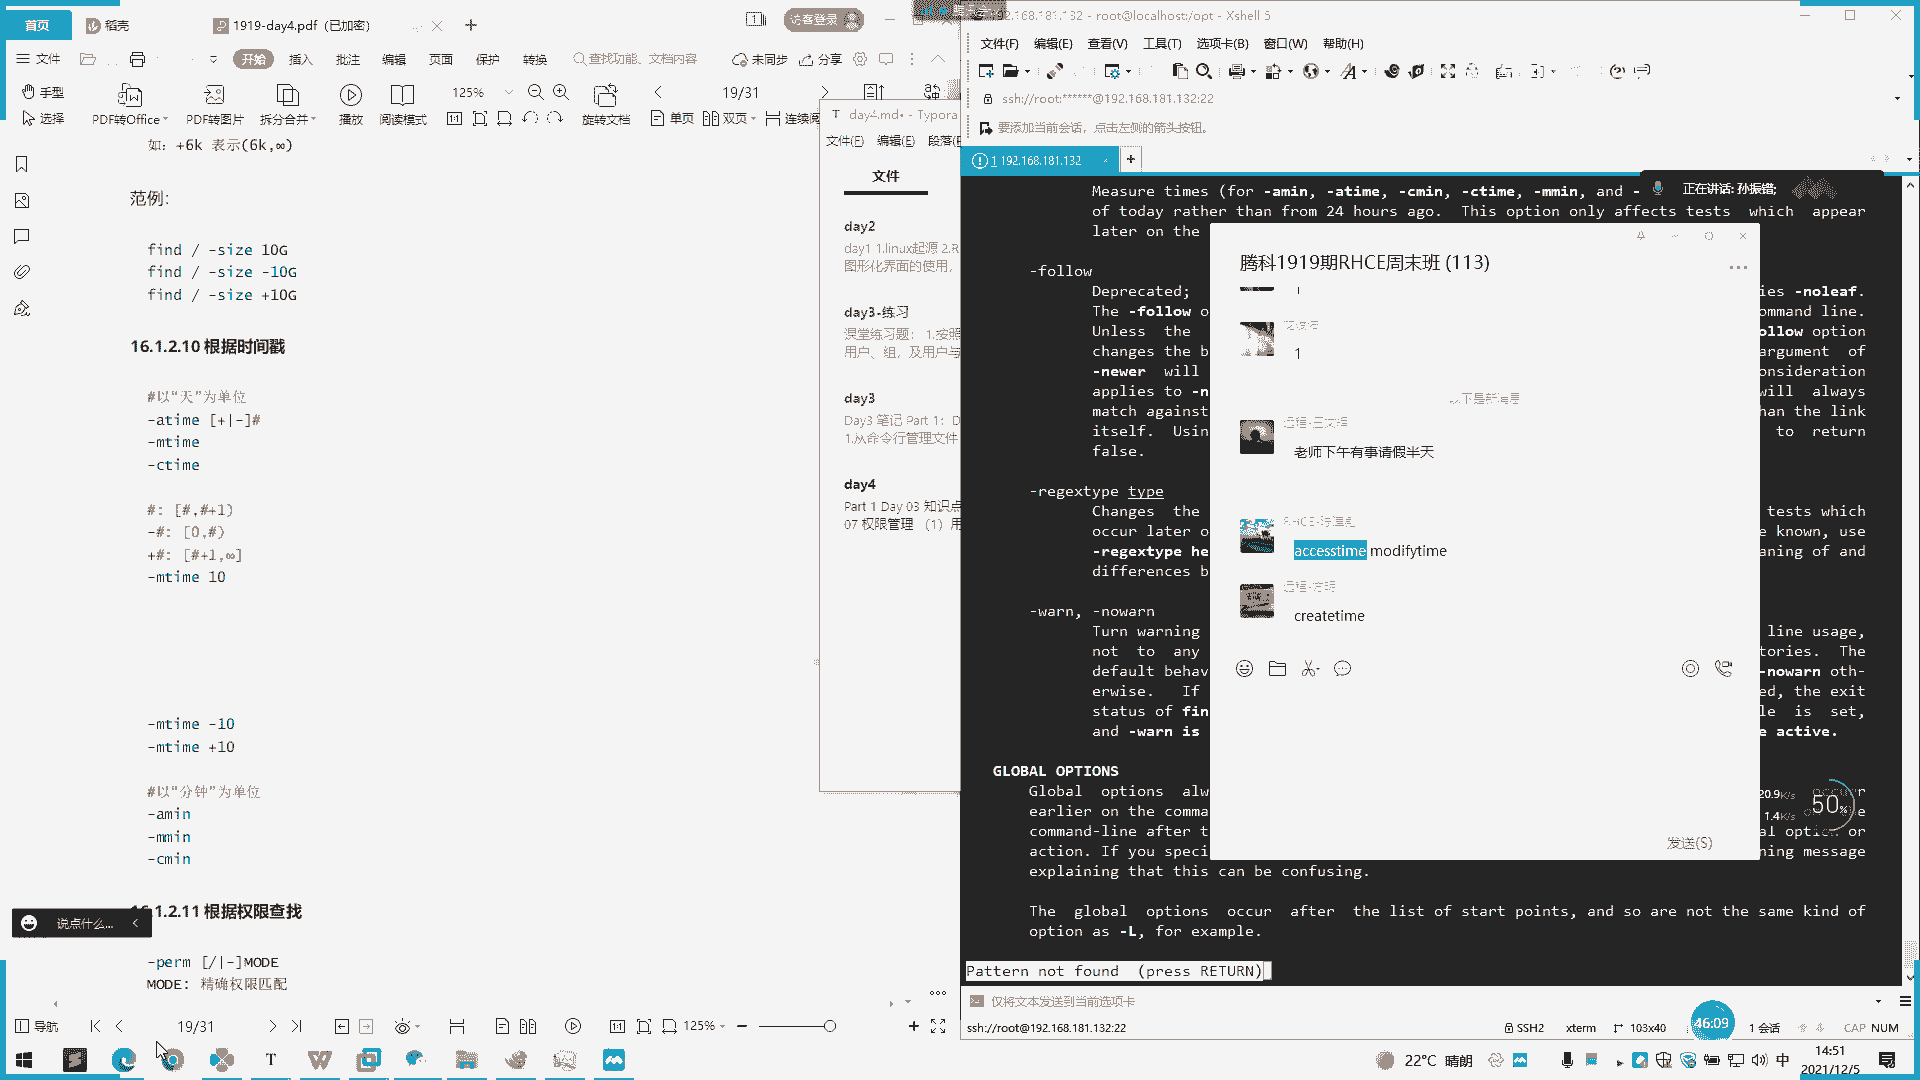 首页
稻壳
1919-day4.pdf (已加密)
访客登录
文件
开始
插入
批注
编辑
页面
保护
转换
查找功能、文档内容
未同步
分享
手型
选择
PDF转Office
PDF转图片
拆分合并
播放
阅读模式
125%
旋转文档
19/31
单页
双页
连续阅
如: +6k 表示(6k,∞)
范例:
find / -size 10G
find / -size -10G
find / -size +10G
16.1.2.10 根据时间戳
#以“天”为单位
-atime [+|-]#
-mtime
-ctime
#: [#,#+1)
-#: [0,#)
+#: [#+1,∞]
-mtime 10
-mtime -10
-mtime +10
#以“分钟”为单位
-amin
-mmin
-cmin
16.1.2.11 根据权限查找
说点什么...
-perm [/|-]MODE
MODE: 精确权限匹配
导航
19/31
125%
day4.md• - Typora
文件(F)
编辑(E)
段落(P
文件
day2
day1 1.linux起源 2.R
图形化界面的使用,
day3-练习
课堂练习题: 1.按照
用户、组, 及用户与
day3
Day3 笔记 Part 1: D
1.从命令行管理文件
day4
Part 1 Day 03 知识点
07 权限管理 (1) 用
192.168.181.132 - root@localhost:/opt - Xshell 5
文件(F)
编辑(E)
查看(V)
工具(T)
选项卡(B)
窗口(W)
帮助(H)
ssh://root:******@192.168.181.132:22
要添加当前会话, 点击左侧的箭头按钮。
1 192.168.181.132
正在讲话: 孙振锴;
Measure times (for -amin, -atime, -cmin, -ctime, -mmin, and -
of today rather than from 24 hours ago. This option only affects tests which appear
later on the
-follow
Deprecated; ies -noleaf.
The -follow o ommand line.
Unless the ollow option
changes the b argument of
-newer will onsideration
applies to -n will always
match against han the link
itself. Usin to return
false.
-regextype type
Changes the tests which
occur later o e known, use
-regextype he aning of and
differences b
-warn, -nowarn
Turn warning line usage,
not to any tories. The
default behav -nowarn oth-
erwise. If ed, the exit
status of fin le is set,
and -warn is e active.
GLOBAL OPTIONS
Global options alw
earlier on the comma
command-line after t al option or
action. If you speci ning message
explaining that this can be confusing.
The global options occur after the list of start points, and so are not the same kind of
option as -L, for example.
Pattern not found (press RETURN)
腾科1919期RHCE周末班 (113)
1
1
以下是新消息
老师下午有事请假半天
accesstime modifytime
createtime
发送(S)
20.9K/s
1.4K/s
50%
仅将文本发送到当前选项卡
ssh://root@192.168.181.132:22
SSH2
xterm
103x40
46:09
1 会话
CAP NUM
22°C 晴朗
中
14:51
2021/12/5